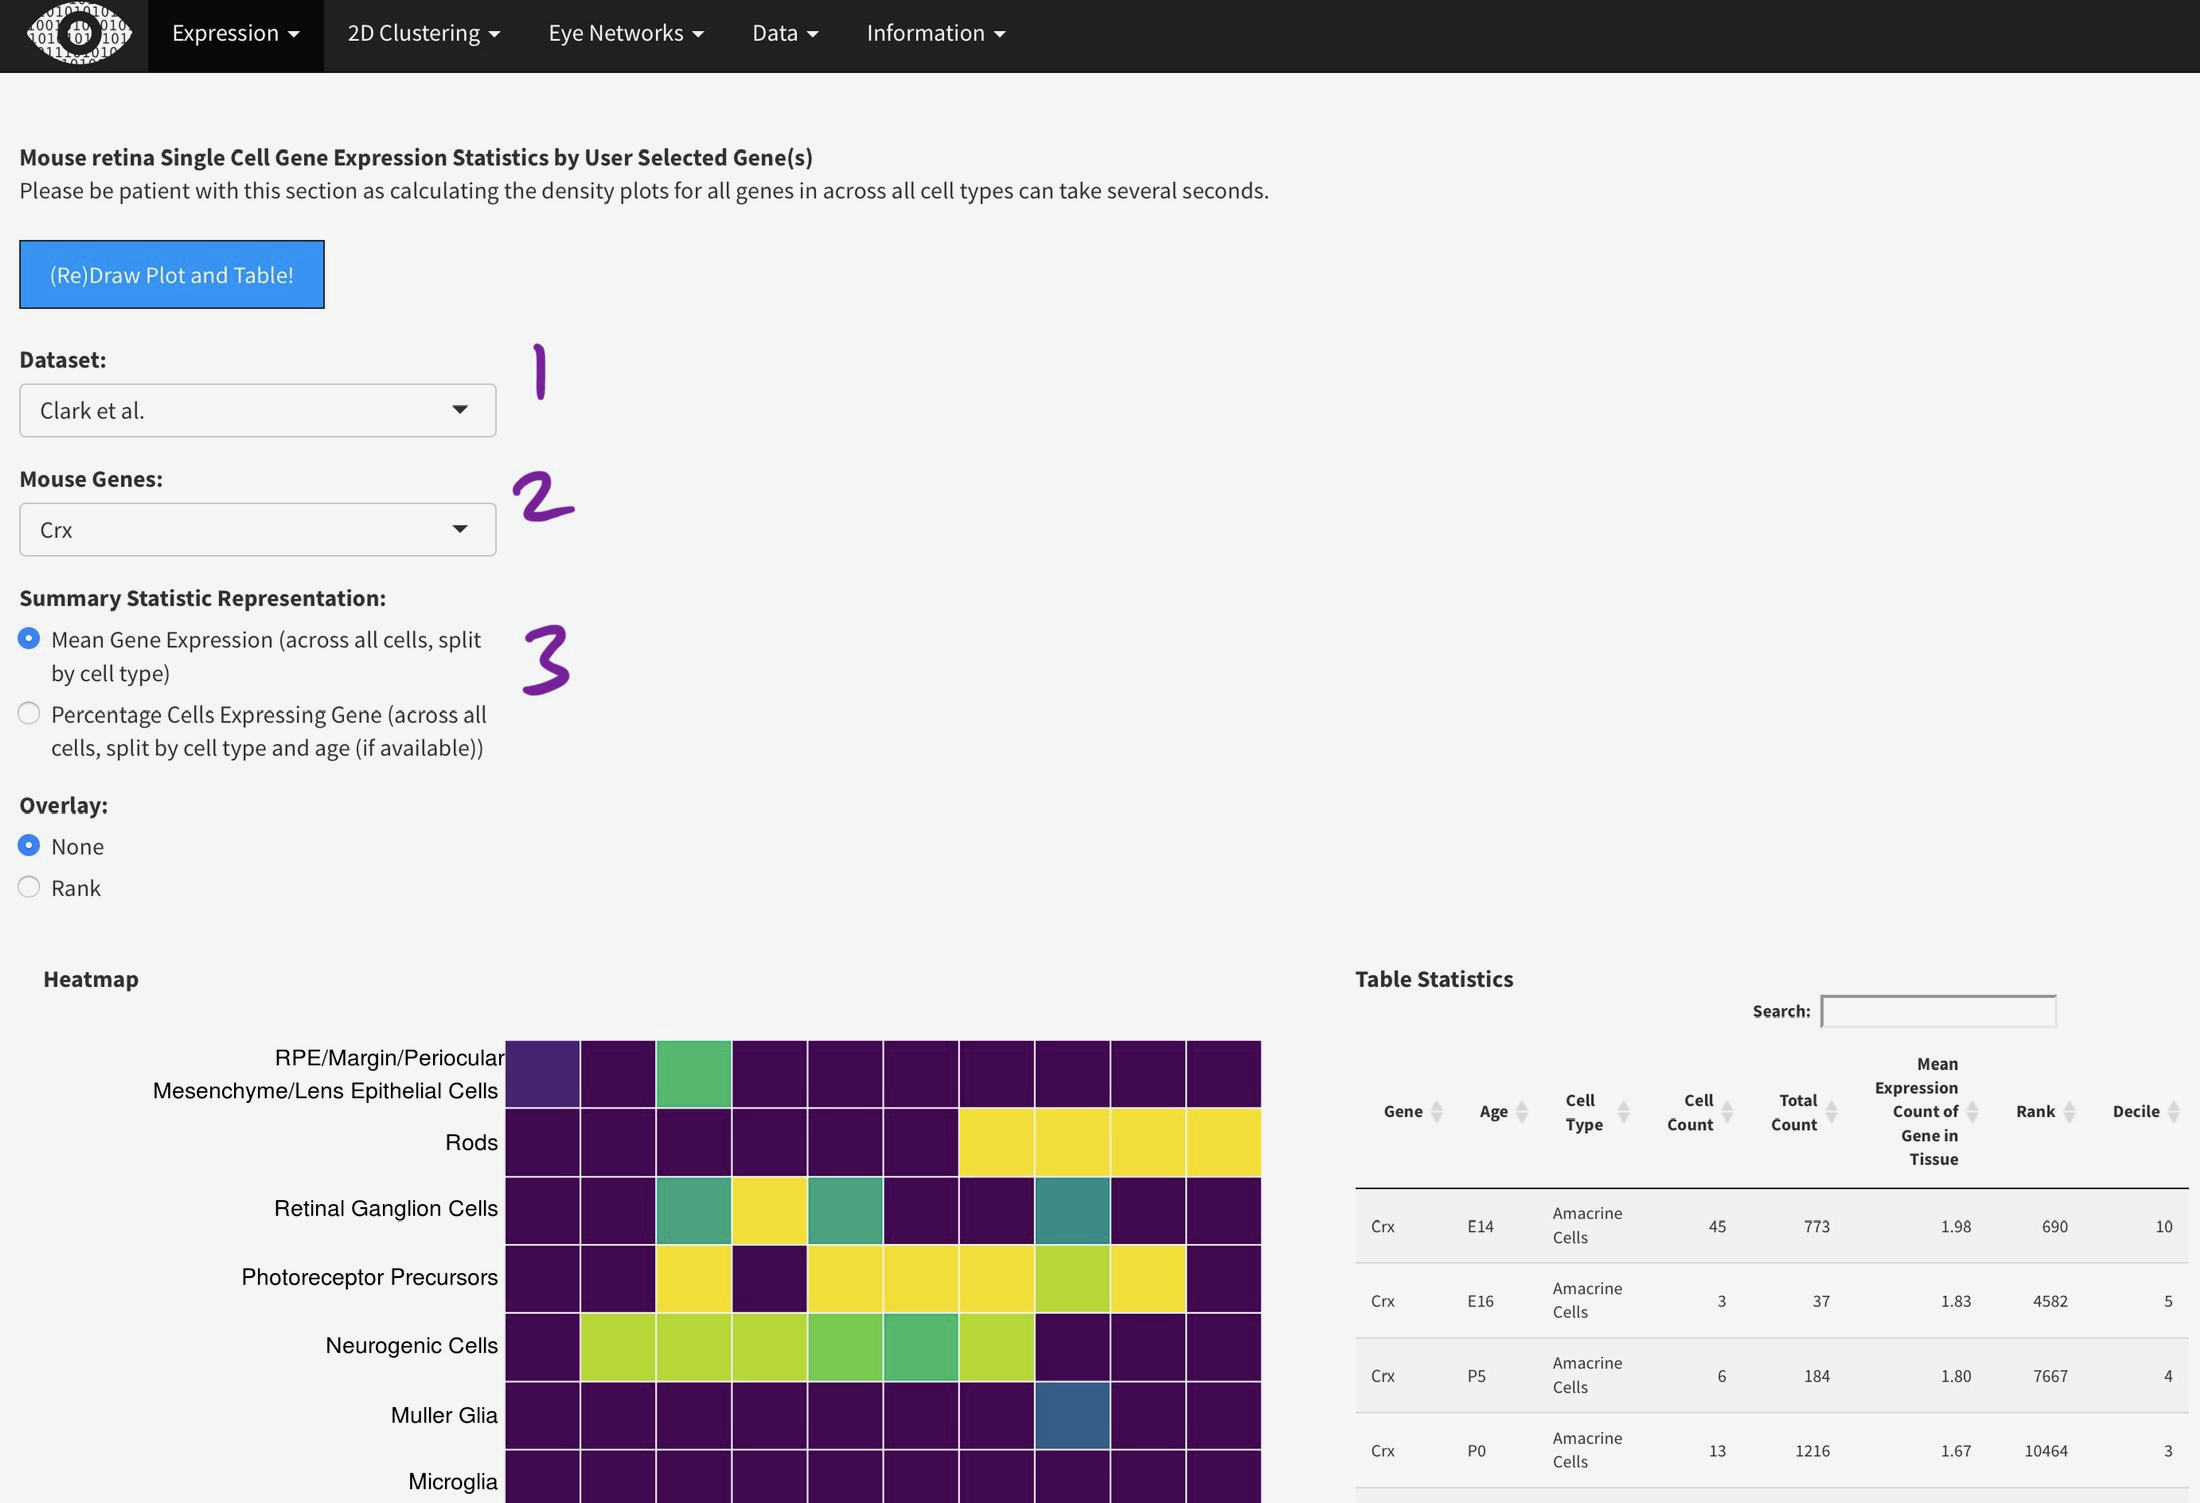 Expression
2D Clustering
Eye Networks
Data
Information
Mouse retina Single Cell Gene Expression Statistics by User Selected Gene(s)
Please be patient with this section as calculating the density plots for all genes in across all cell types can take several seconds.
(Re)Draw Plot and Table!
Dataset:
1
Clark et al.
Mouse Genes:
2
Crx
Summary Statistic Representation:
Mean Gene Expression (across all cells, split
by cell type)
3
Percentage Cells Expressing Gene (across all
cells, split by cell type and age (if available))
Overlay:
None
Rank
Heatmap
RPE/Margin/Periocular
Mesenchyme/Lens Epithelial Cells
Rods
Retinal Ganglion Cells
Photoreceptor Precursors
Neurogenic Cells
Muller Glia
Microglia
Table Statistics
Search:
Gene Age Cell Type Cell Count Total Count Mean Expression Count of Gene in Tissue Rank Decile
Crx E14 Amacrine Cells 45 773 1.98 690 10
Crx E16 Amacrine Cells 3 37 1.83 4582 5
Crx P5 Amacrine Cells 6 184 1.80 7667 4
Crx P0 Amacrine Cells 13 1216 1.67 10464 3